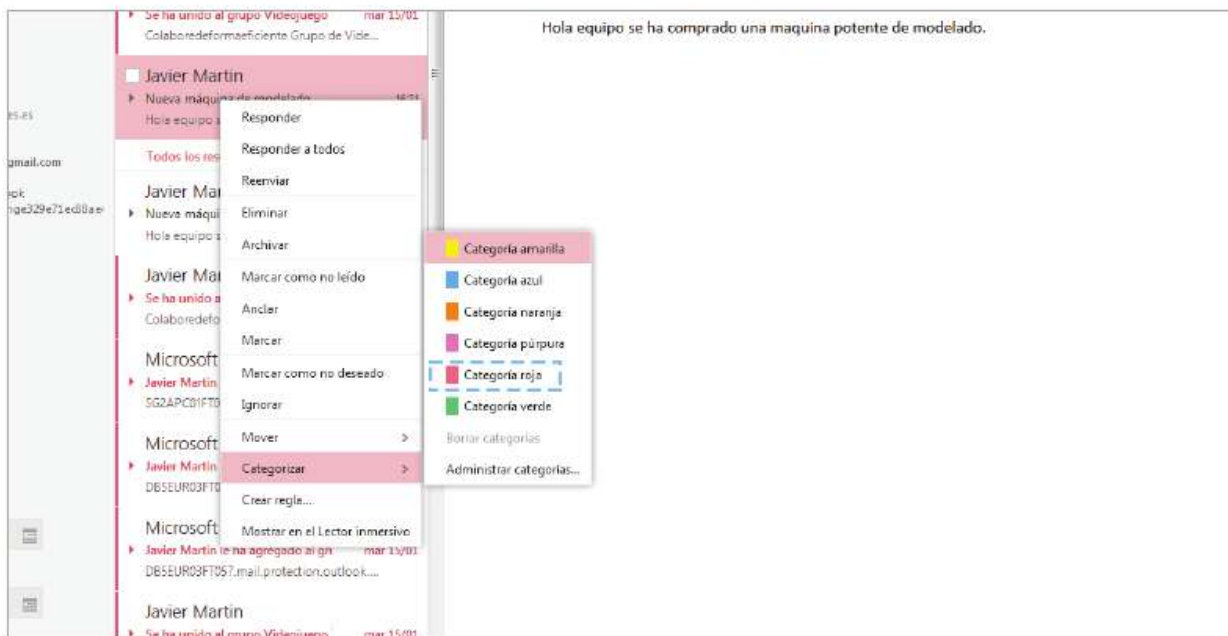 Se ha unido al grupo Videojuego mar 15/01
Colaboredeformaeficiente Grupo de Vide...
Hola equipo se ha comprado una maquina potente de modelado.
Javier Martin
Nueva máquina de modelado 16:21
Hola equipo s
Todos los res
Javier Mar
Nueva máqui
Hola equipo s
Javier Mar
Se ha unido a
Colaboredefo
Microsoft
Javier Martin
SG2APC01FT0
Microsoft
Javier Martin
DB5EUR03FT0
Microsoft
Javier Martin le ha agregado al gr mar 15/01
DB5EUR03FT057.mail.protection.outlook....
Javier Martin
Se ha unido al grupo Videojuego mar 15/01
es.es
gmail.com
ook
Responder
Responder a todos
Reenviar
Eliminar
Archivar
Marcar como no leído
Anclar
Marcar
Marcar como no deseado
Ignorar
Mover >
Categorizar >
Crear regla...
Mostrar en el Lector inmersivo
Categoría amarilla
Categoría azul
Categoría naranja
Categoría púrpura
Categoría roja
Categoría verde
Borrar categorías
Administrar categorías...